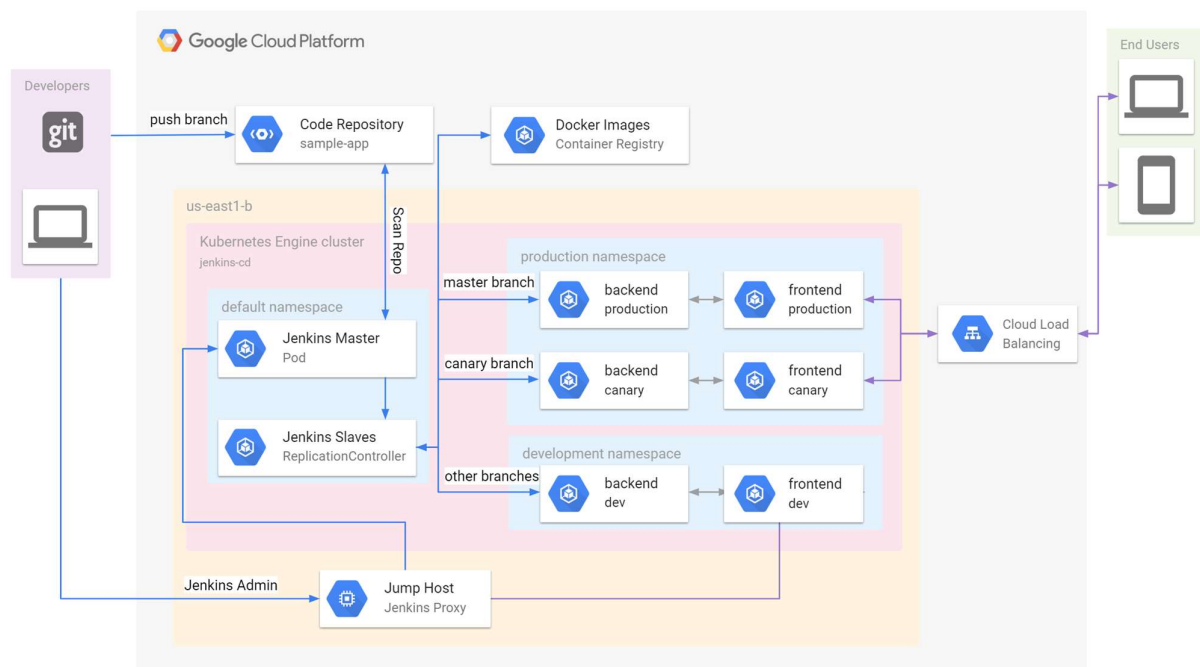 Google Cloud Platform
Developers
git
push branch
Code Repository
sample-app
Docker Images
Container Registry
End Users
us-east1-b
Scan Repo
Kubernetes Engine cluster
jenkins-cd
default namespace
Jenkins Master
Pod
Jenkins Slaves
ReplicationController
production namespace
master branch
backend
production
frontend
production
canary branch
backend
canary
frontend
canary
Cloud Load
Balancing
development namespace
other branches
backend
dev
frontend
dev
Jenkins Admin
Jump Host
Jenkins Proxy